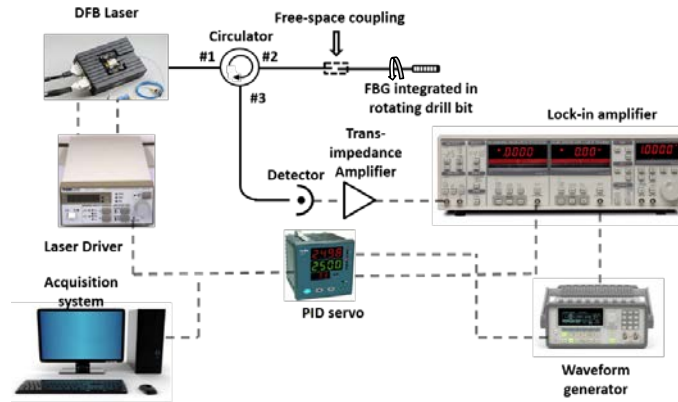 DFB Laser
Free-space coupling
Circulator
#1
#2
#3
FBG integrated in
rotating drill bit
Lock-in amplifier
Trans-
impedance
Amplifier
Detector
Laser Driver
Acquisition
system
PID servo
Waveform
generator